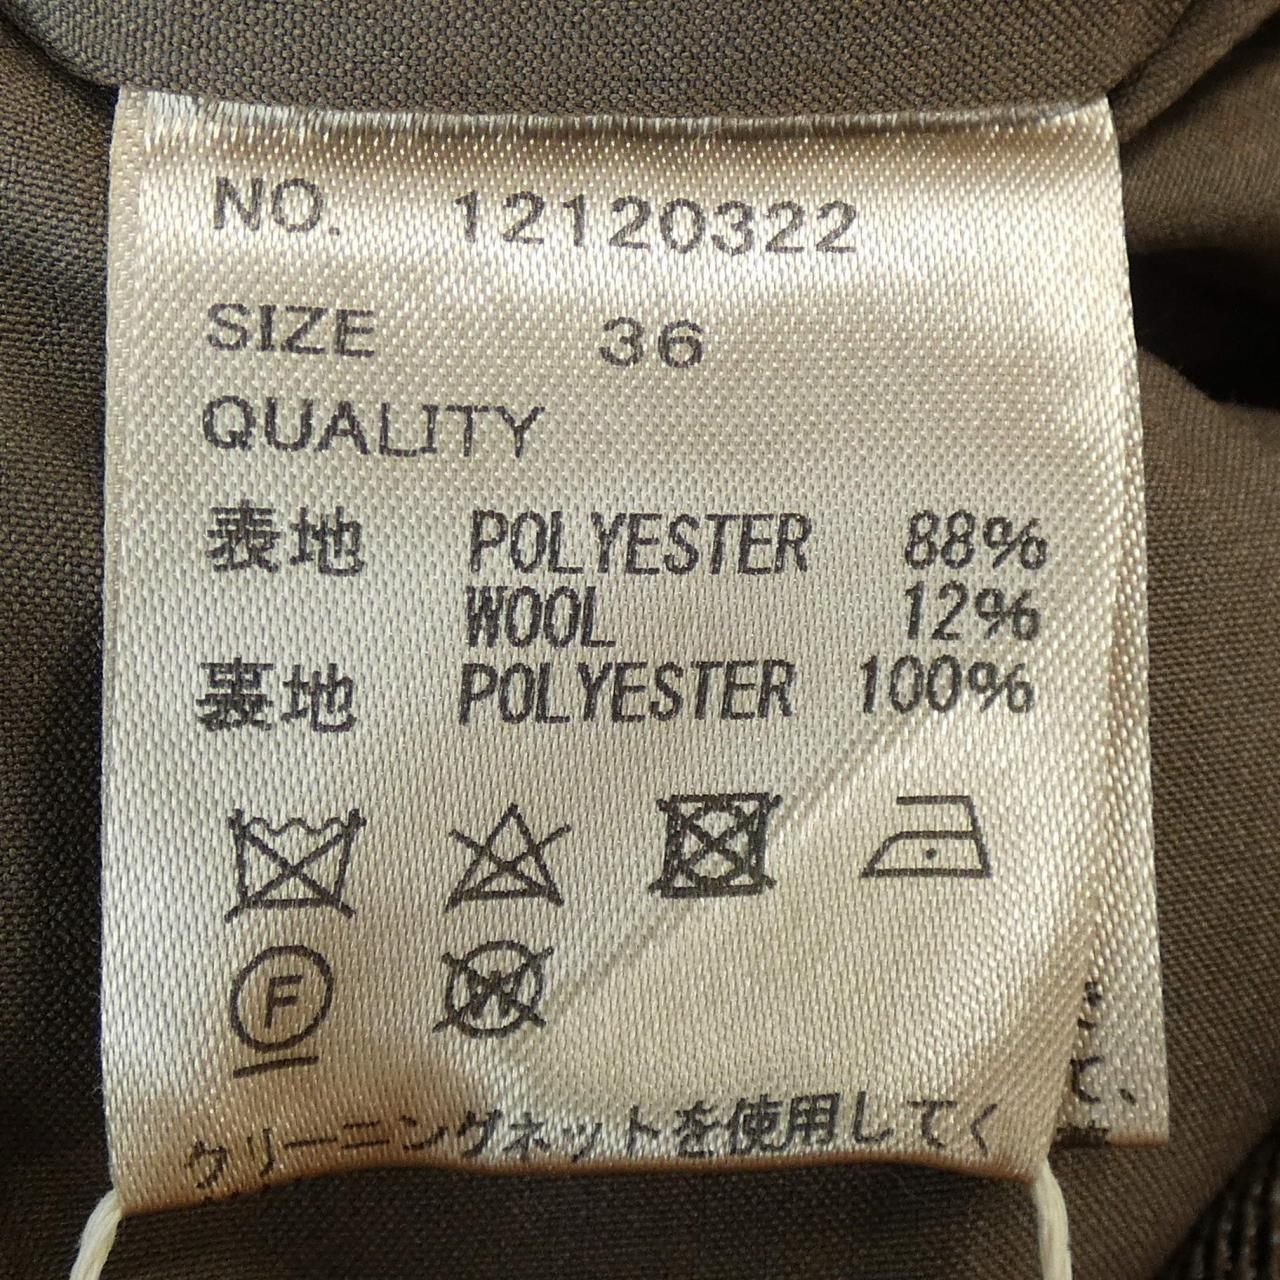 NO. 12120322
SIZE 36
QUALITY
表地 POLYESTER 88%
WOOL 12%
裏地 POLYESTER 100%
F
W
クリーニングネットを使用してく
て、